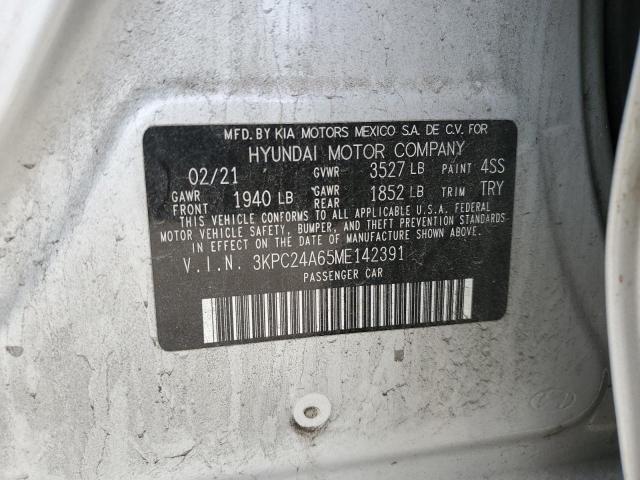 MFD. BY KIA MOTORS MEXICO S.A. DE C.V. FOR
HYUNDAI MOTOR COMPANY
02/21 GVWR 3527 LB PAINT 4SS
GAWR FRONT 1940 LB GAWR REAR 1852 LB TRIM TRY
THIS VEHICLE CONFORMS TO ALL APPLICABLE U.S.A. FEDERAL
MOTOR VEHICLE SAFETY, BUMPER, AND THEFT PREVENTION STANDARDS
IN EFFECT ON THE DATE OF MANUFACTURE SHOWN ABOVE.
V.I.N. 3KPC24A65ME142391
PASSENGER CAR